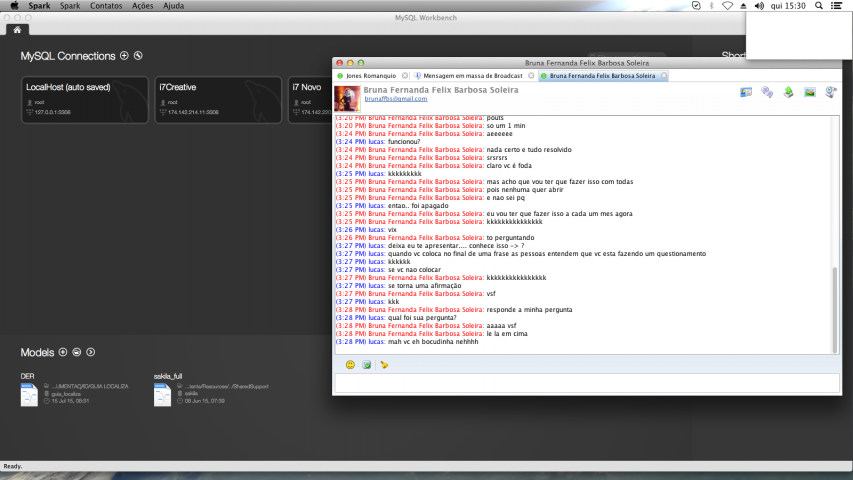 Spark Spark Contatos Ações Ajuda qui 15:30
MySQL Workbench
MySQL Connections
Short
LocalHost (auto saved)
root
127.0.0.1:3306
i7Creative
root
174.142.214.11:3306
i7 Novo
root
174.142.222
Bruna Fernanda Felix Barbosa Soleira
Jones Romanquio
Mensagem em massa de Broadcast
Bruna Fernanda Felix Barbosa Soleira
Bruna Fernanda Felix Barbosa Soleira
brunaffbs@gmail.com
(3:20 PM) Bruna Fernanda Felix Barbosa Soleira: pouts
(3:20 PM) Bruna Fernanda Felix Barbosa Soleira: so um 1 min
(3:24 PM) Bruna Fernanda Felix Barbosa Soleira: aeeeeee
(3:24 PM) lucas: funcionou?
(3:24 PM) Bruna Fernanda Felix Barbosa Soleira: nada certo e tudo resolvido
(3:24 PM) Bruna Fernanda Felix Barbosa Soleira: srsrsrs
(3:24 PM) Bruna Fernanda Felix Barbosa Soleira: claro vc é foda
(3:25 PM) lucas: kkkkkkkkk
(3:25 PM) Bruna Fernanda Felix Barbosa Soleira: mas acho que vou ter que fazer isso com todas
(3:25 PM) Bruna Fernanda Felix Barbosa Soleira: pois nenhuma quer abrir
(3:25 PM) Bruna Fernanda Felix Barbosa Soleira: e nao sei pq
(3:25 PM) lucas: entao.. foi apagado
(3:25 PM) Bruna Fernanda Felix Barbosa Soleira: eu vou ter que fazer isso a cada um mes agora
(3:25 PM) Bruna Fernanda Felix Barbosa Soleira: kkkkkkkkkkkkkkkkkk
(3:26 PM) lucas: vix
(3:26 PM) Bruna Fernanda Felix Barbosa Soleira: to perguntando
(3:27 PM) lucas: deixa eu te apresentar.... conhece isso -> ?
(3:27 PM) lucas: quando vc coloca no final de uma frase as pessoas entendem que vc esta fazendo um questionamento
(3:27 PM) lucas: kkkkkk
(3:27 PM) lucas: se vc nao colocar
(3:27 PM) Bruna Fernanda Felix Barbosa Soleira: kkkkkkkkkkkkkkkk
(3:27 PM) lucas: se torna uma afirmação
(3:27 PM) Bruna Fernanda Felix Barbosa Soleira: vsf
(3:27 PM) lucas: kkk
(3:28 PM) Bruna Fernanda Felix Barbosa Soleira: responde a minha pergunta
(3:28 PM) lucas: qual foi sua pergunta?
(3:28 PM) Bruna Fernanda Felix Barbosa Soleira: aaaaa vsf
(3:28 PM) Bruna Fernanda Felix Barbosa Soleira: le la em cima
(3:28 PM) lucas: mah vc eh bocudinha nehhhh
Models
DER
...UMENTAÇÃO/GUIA LOCALIZA
guia_localiza
15 Jul 15, 08:01
sakila_full
.../ents/Resources/../SharedSupport
sakila
08 Jun 15, 07:59
Ready.